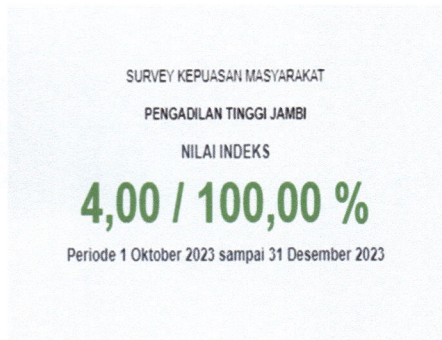 SURVEY KEPUASAN MASYARAKAT
PENGADILAN TINGGI JAMBI
NILAI INDEKS
4,00 / 100,00 %
Periode 1 Oktober 2023 sampai 31 Desember 2023